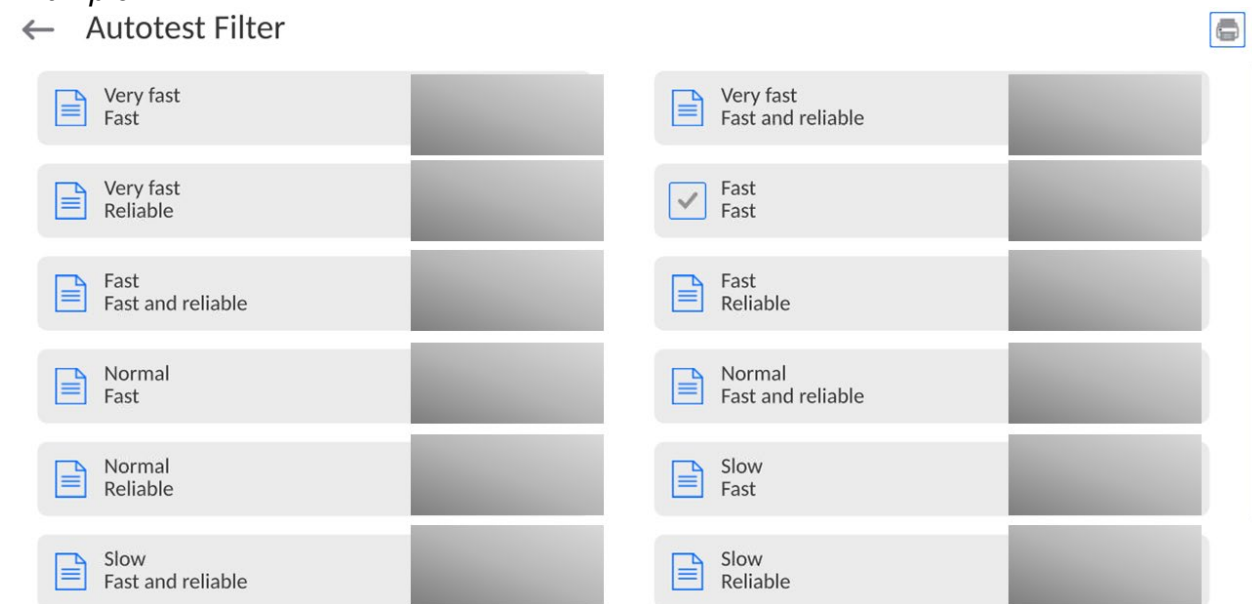 Autotest Filter
Very fast
Fast
Very fast
Fast and reliable
Very fast
Reliable
Fast
Fast
Fast
Fast and reliable
Fast
Reliable
Normal
Fast
Normal
Fast and reliable
Normal
Reliable
Slow
Fast
Slow
Fast and reliable
Slow
Reliable